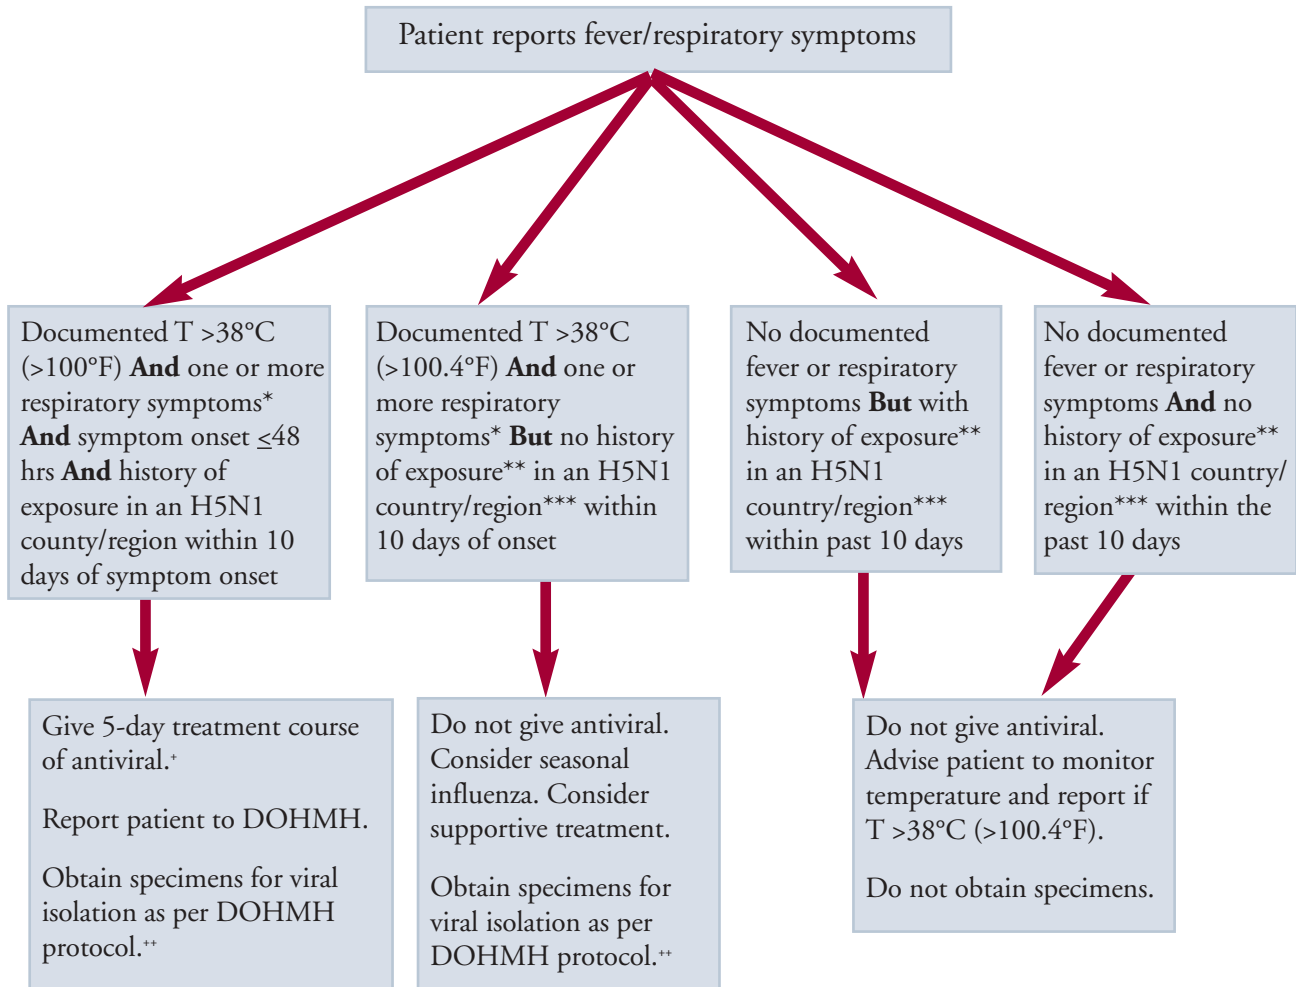 Patient reports fever/respiratory symptoms
Documented T >38°C
(>100°F) And one or more
respiratory symptoms*
And symptom onset ≤48
hrs And history of
exposure in an H5N1
county/region within 10
days of symptom onset
Documented T >38°C
(>100.4°F) And one or
more respiratory
symptoms* But no history
of exposure** in an H5N1
country/region*** within
10 days of onset
No documented
fever or respiratory
symptoms But with
history of exposure**
in an H5N1
country/region***
within past 10 days
No documented
fever or respiratory
symptoms And no
history of exposure**
in an H5N1 country/
region*** within the
past 10 days
Give 5-day treatment course
of antiviral.+
Report patient to DOHMH.
Obtain specimens for viral
isolation as per DOHMH
protocol.++
Do not give antiviral.
Consider seasonal
influenza. Consider
supportive treatment.
Obtain specimens for
viral isolation as per
DOHMH protocol.++
Do not give antiviral.
Advise patient to monitor
temperature and report if
T >38°C (>100.4°F).
Do not obtain specimens.